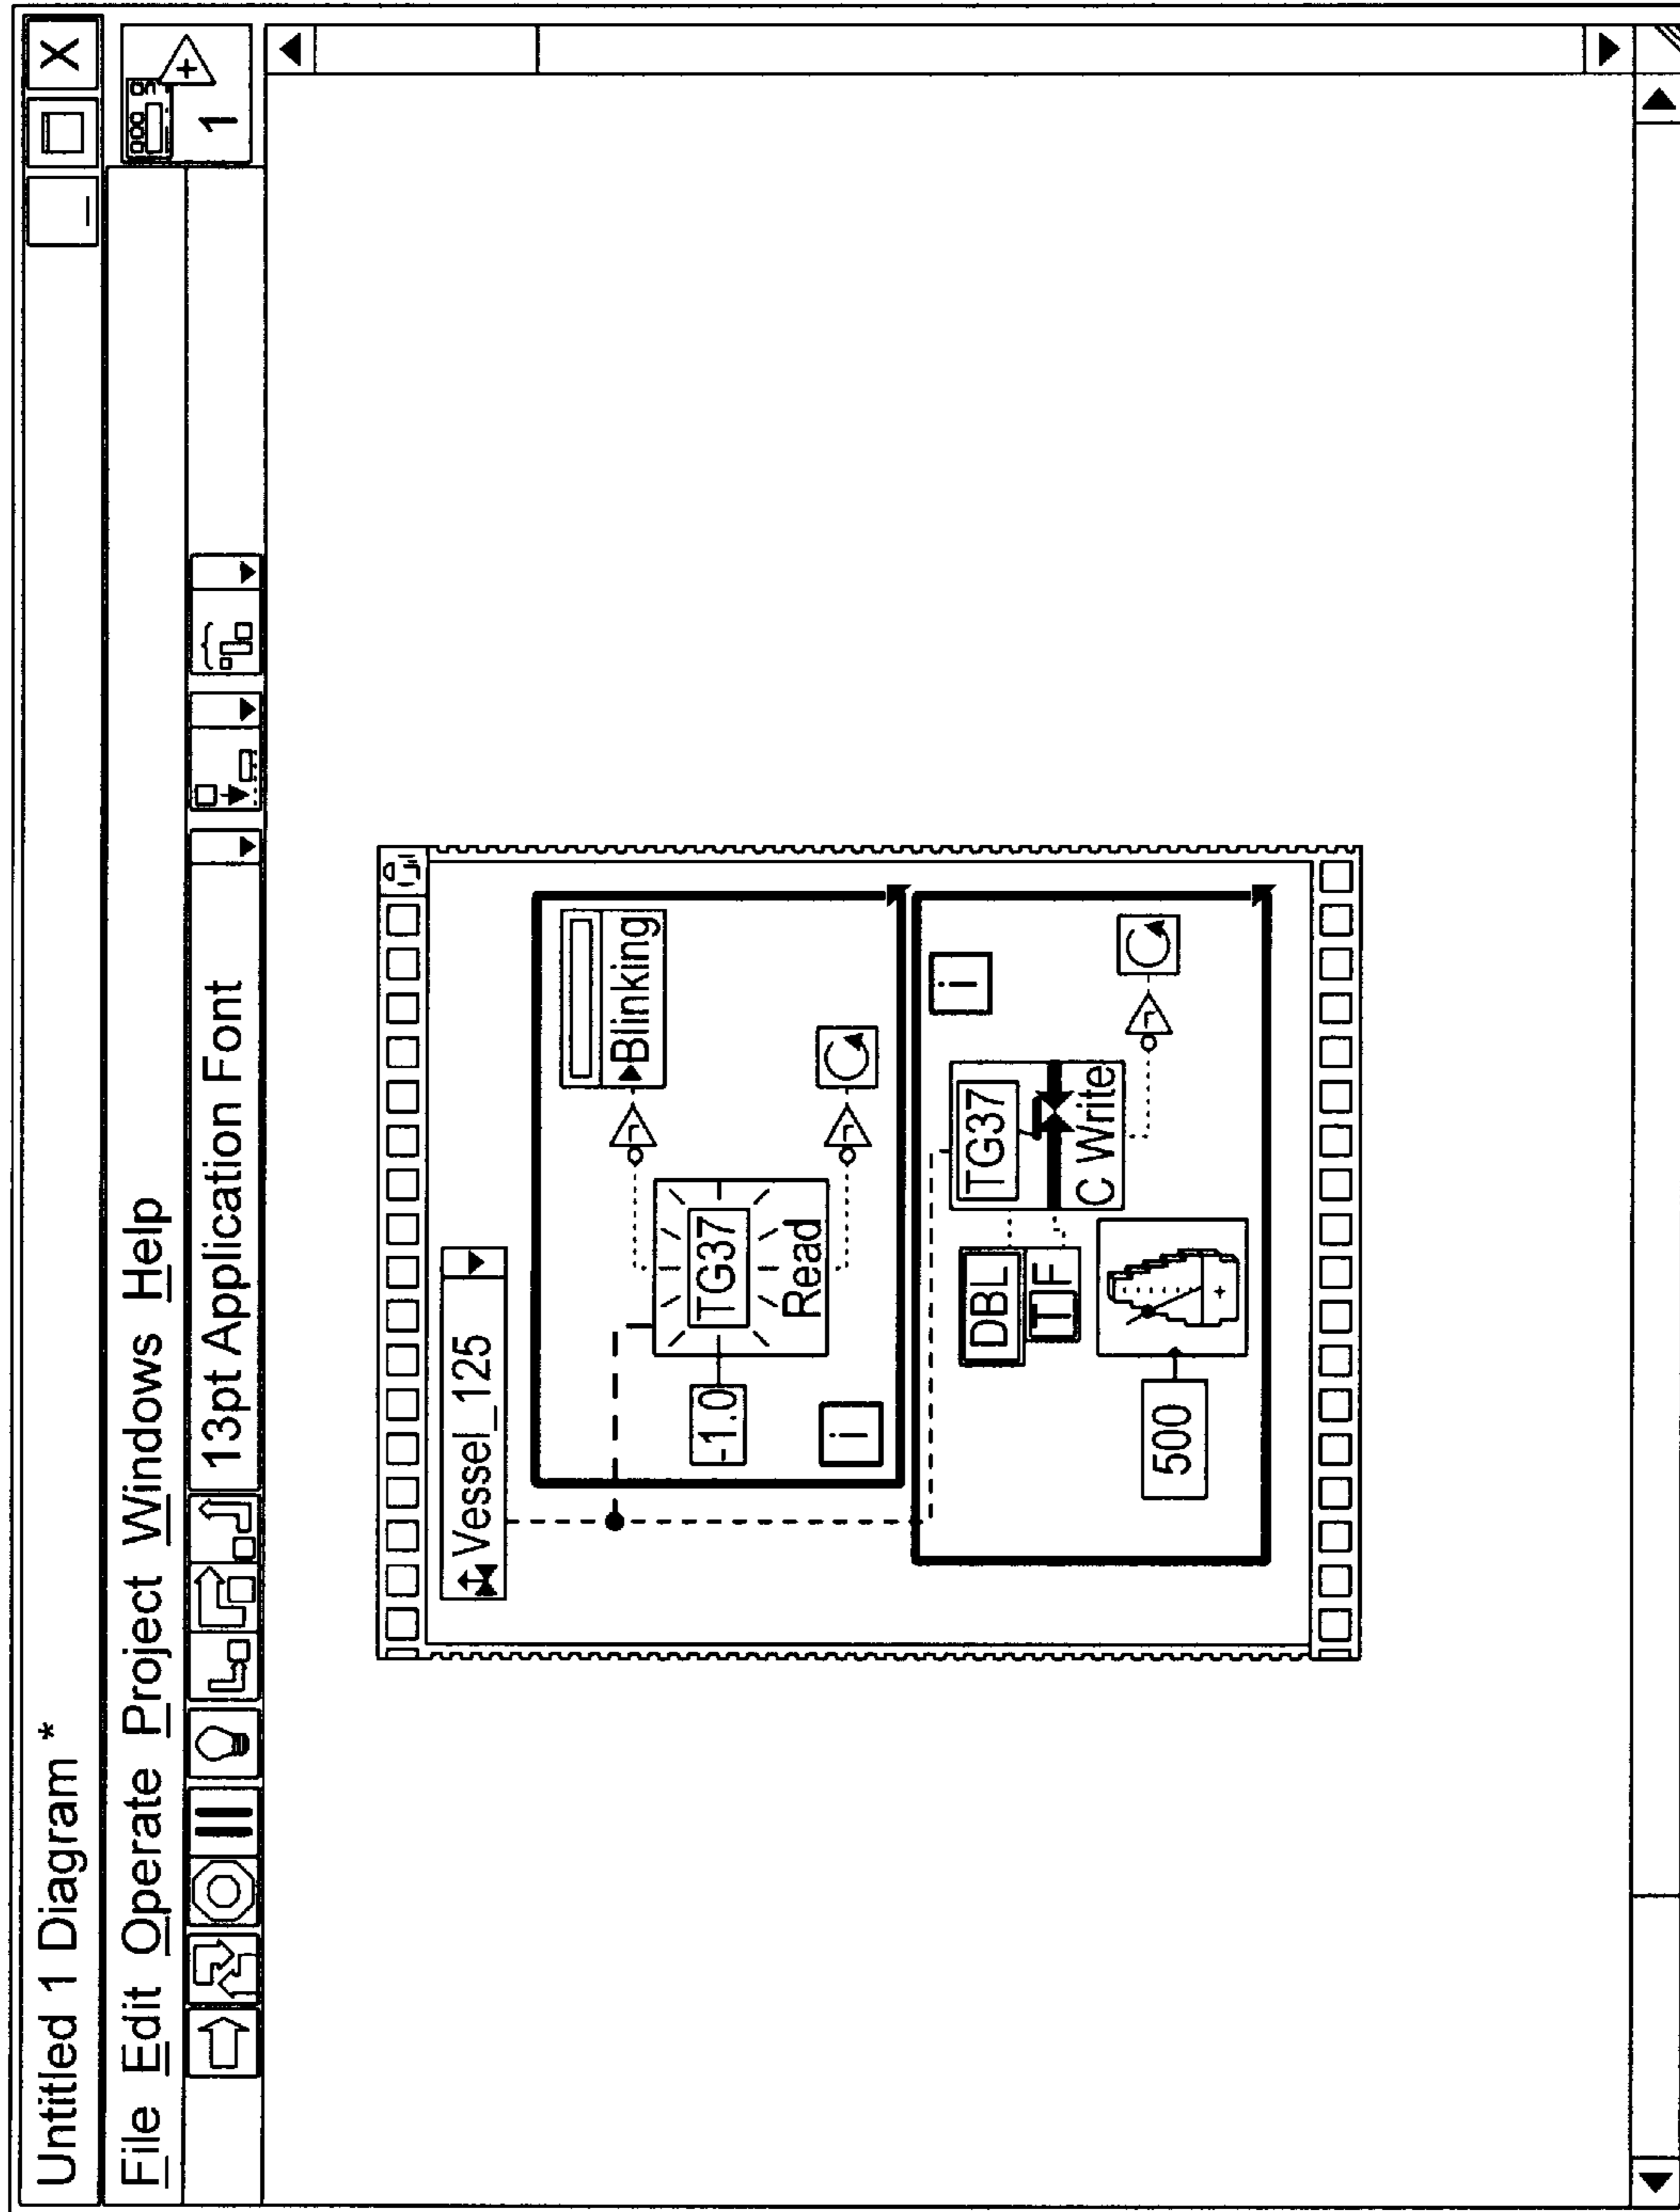 Untitled 1 Diagram *
X
File Edit Operate Project Windows Help
13pt Application Font
1
Vessel_125
Blinking
-1.0
TG37
Read
i
i
TG37
C Write
DBL
TF
500